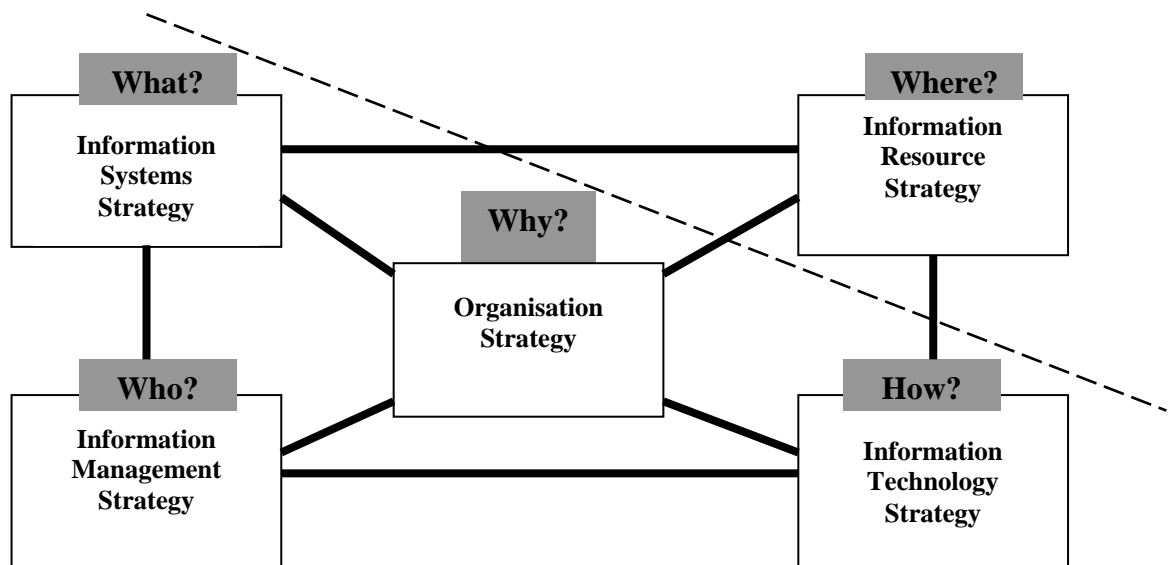 What?
Information
Systems
Strategy
Where?
Information
Resource
Strategy
Why?
Organisation
Strategy
Who?
Information
Management
Strategy
How?
Information
Technology
Strategy